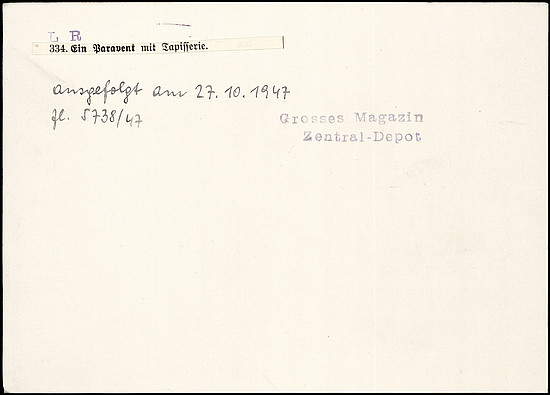 L R
334. Ein Paravent mit Tapisserie.
ausgefolgt am 27. 10. 1947
Zl. 5738/47
Grosses Magazin
Zentral-Depot